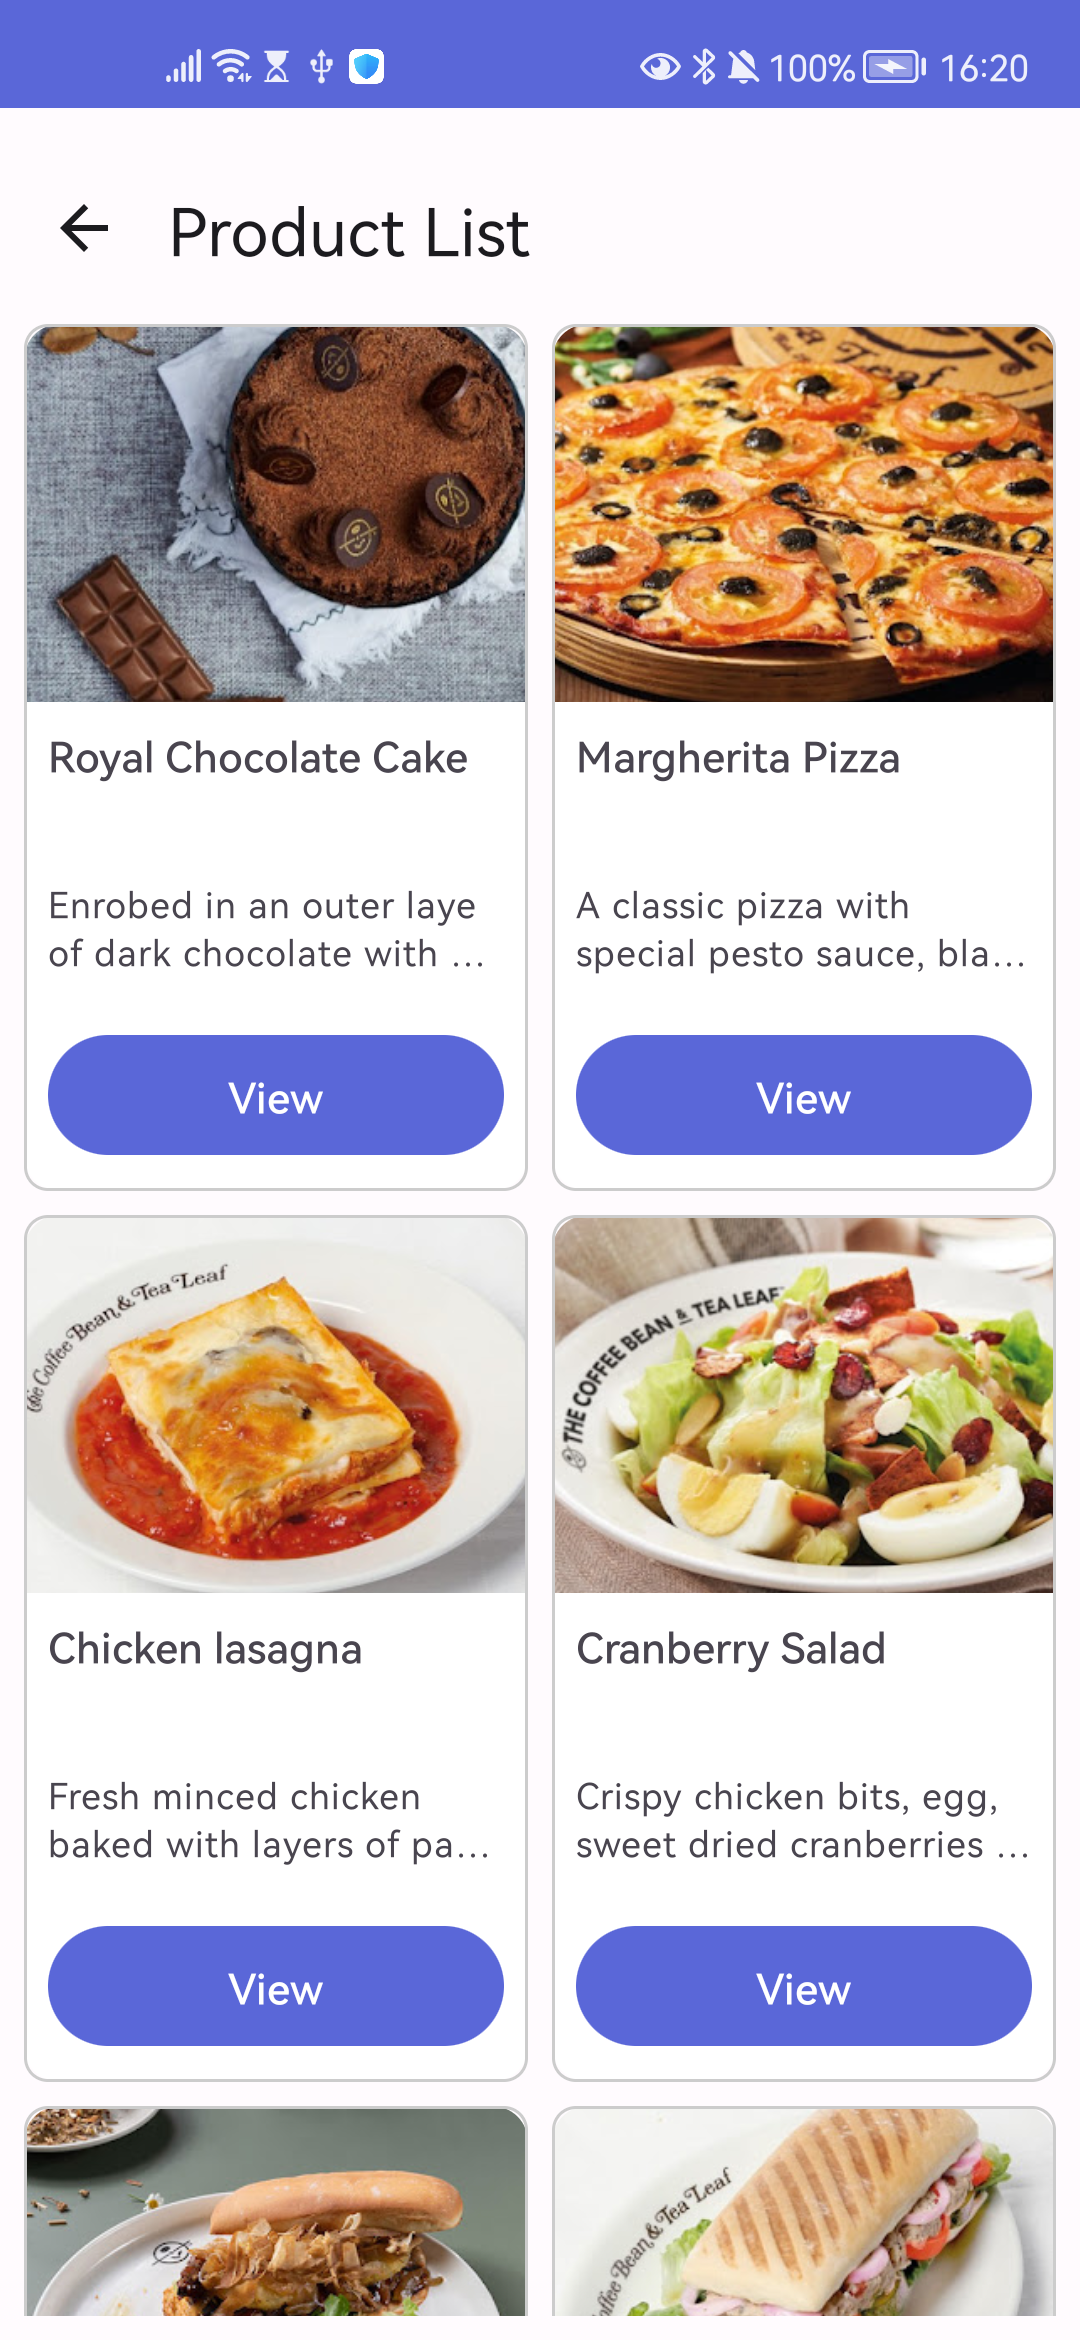 100% 16:20
Product List
Royal Chocolate Cake
Enrobed in an outer laye
of dark chocolate with ...
View
a Leaf
Margherita Pizza
A classic pizza with
special pesto sauce, bla...
View
The Coffee Bean & Tea Leaf
Chicken lasagna
Fresh minced chicken
baked with layers of pa...
View
THE COFFEE BEAN & TEA LEAF
Cranberry Salad
Crispy chicken bits, egg,
sweet dried cranberries ...
View
offee Bean & Tea Leaf